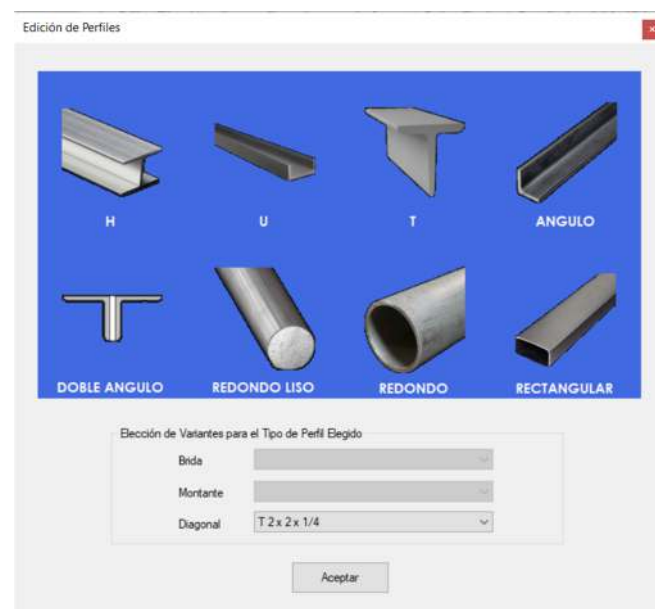 Edición de Perfiles
H U T ANGULO
DOBLE ANGULO REDONDO LISO REDONDO RECTANGULAR
Elección de Variantes para el Tipo de Perfil Elegido
Brida
Montante
Diagonal T 2 x 2 x 1/4
Aceptar